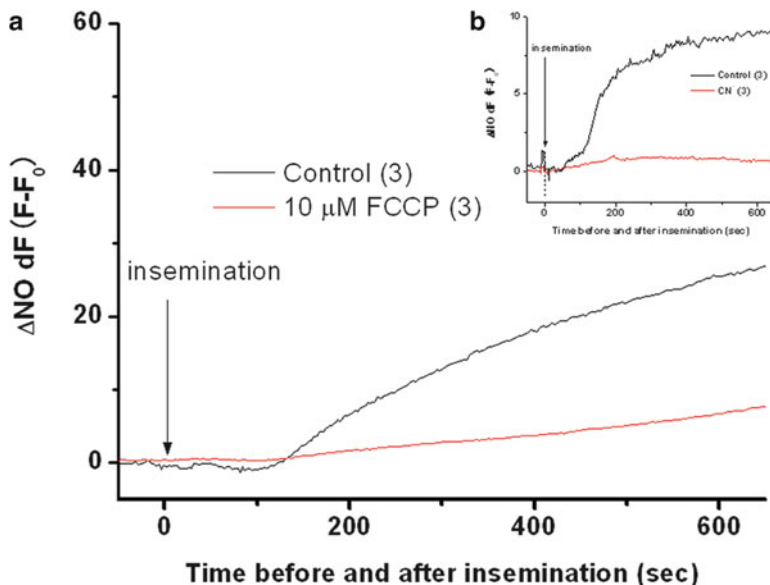 a
60
40
20
0
ΔNO dF (F-F₀)
Control (3)
10 μM FCCP (3)
insemination
0
200
400
600
Time before and after insemination (sec)
b
10
5
0
ΔNO dF (F-F₀)
insemination
Control (3)
CN (3)
0
200
400
600
Time before and after insemination (sec)